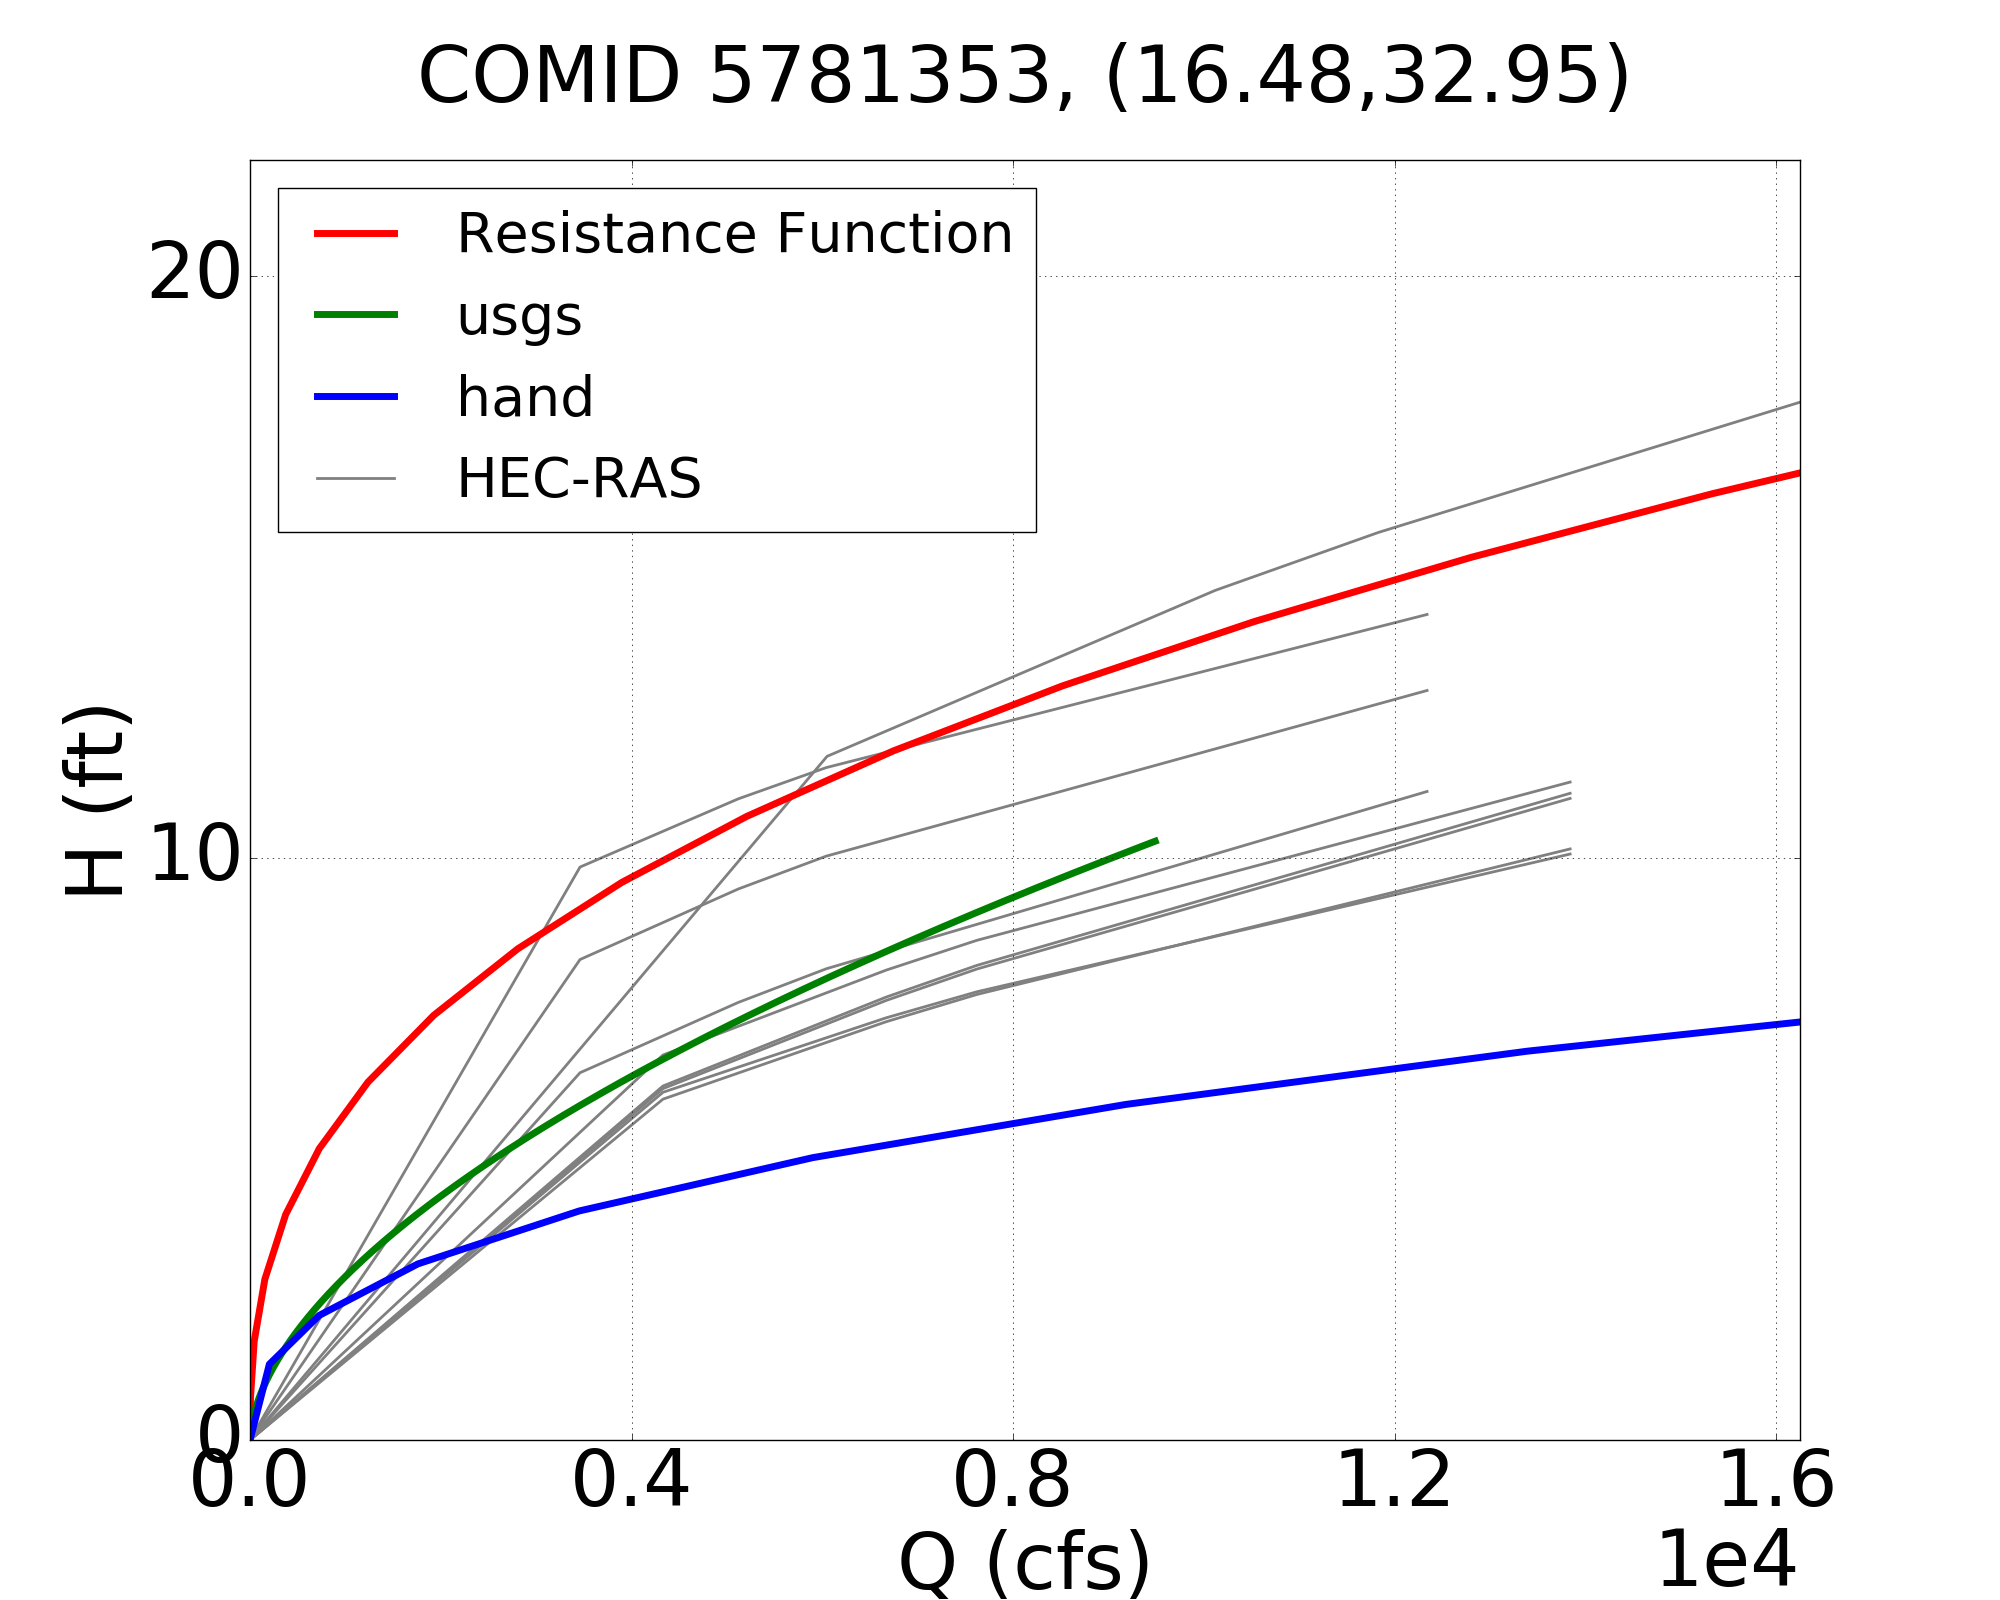 COMID 5781353, (16.48,32.95)
Resistance Function
usgs
hand
HEC-RAS
20
10
0
H (ft)
0.0 0.4 0.8 1.2 1.6
1e4
Q (cfs)